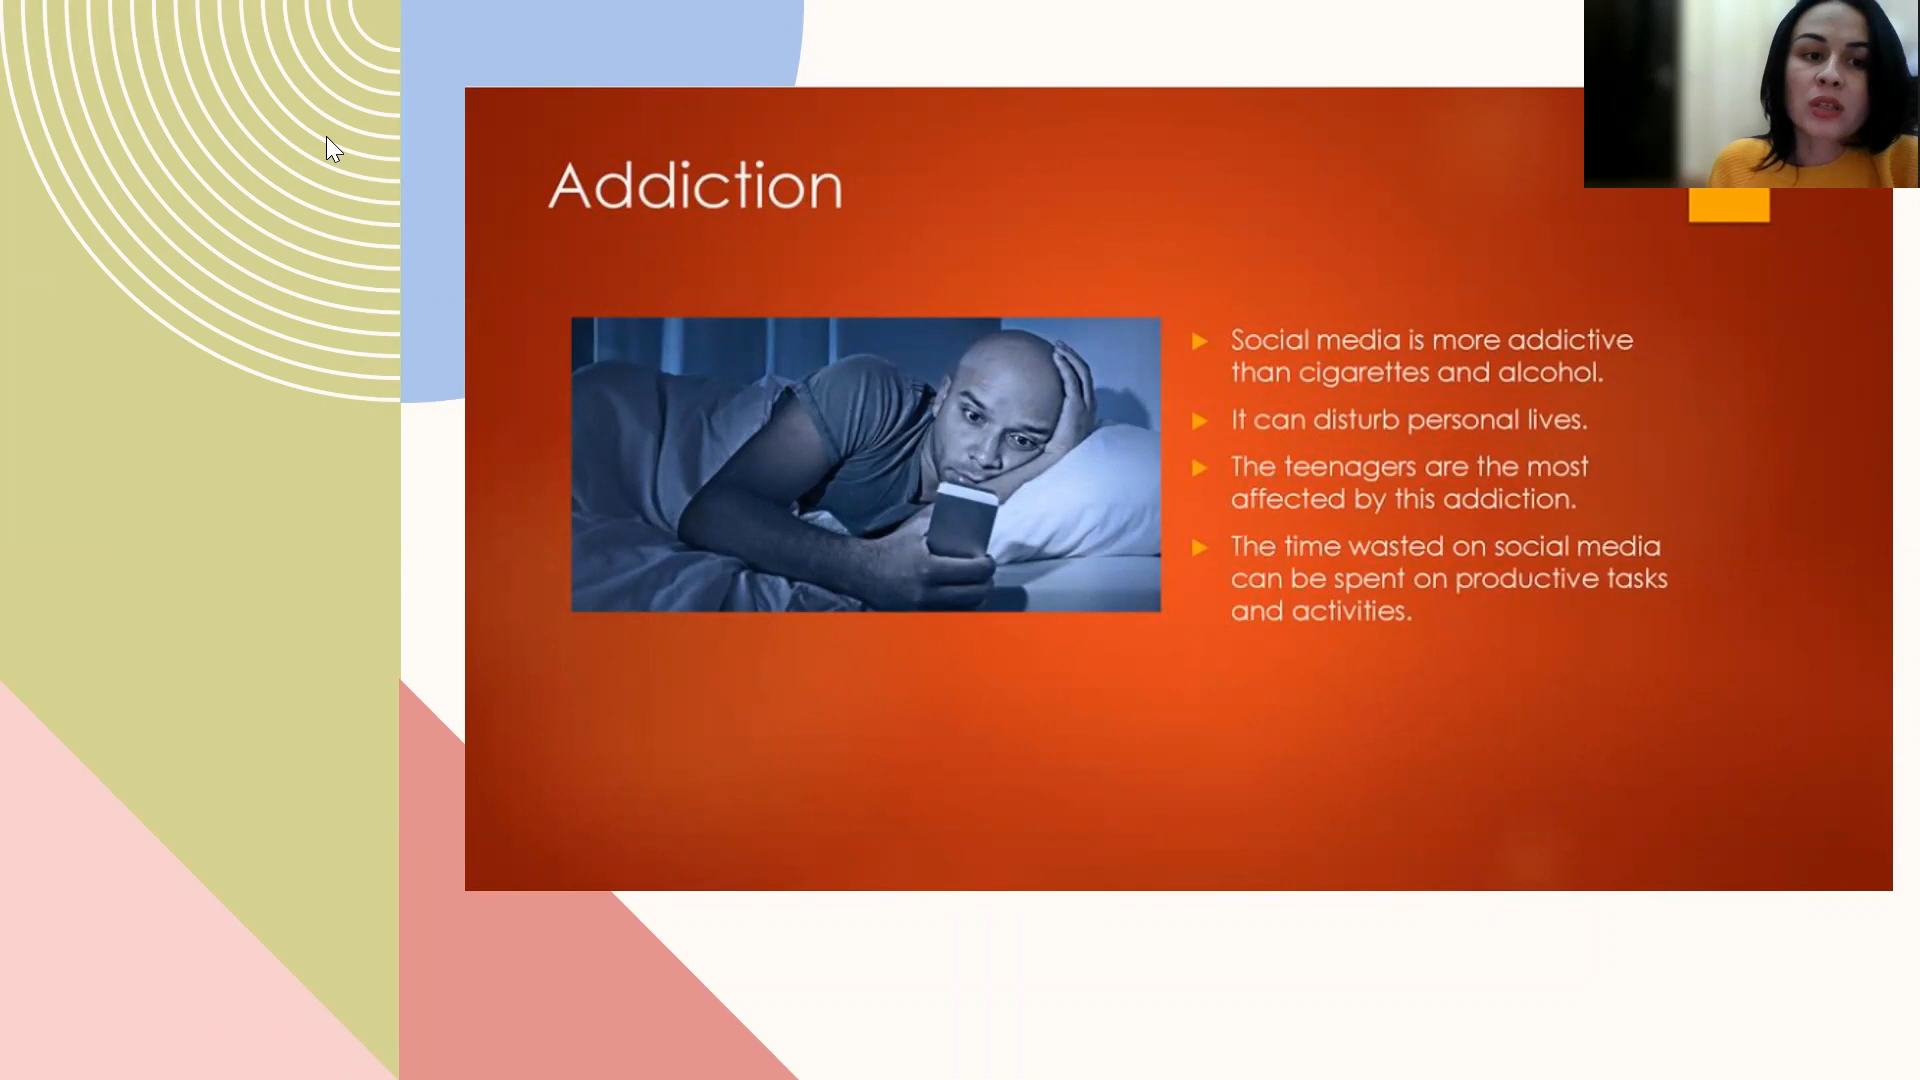 Addiction
Social media is more addictive
than cigarettes and alcohol.
It can disturb personal lives.
The teenagers are the most
affected by this addiction.
The time wasted on social media
can be spent on productive tasks
and activities.